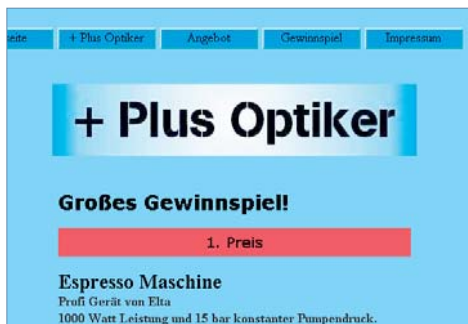 + Plus Optiker Angebot Gewinnspiel Impressum
+ Plus Optiker
Großes Gewinnspiel!
1. Preis
Espresso Maschine
Profi Gerät von Elta
1000 Watt Leistung und 15 bar konstanter Pumpendruck.